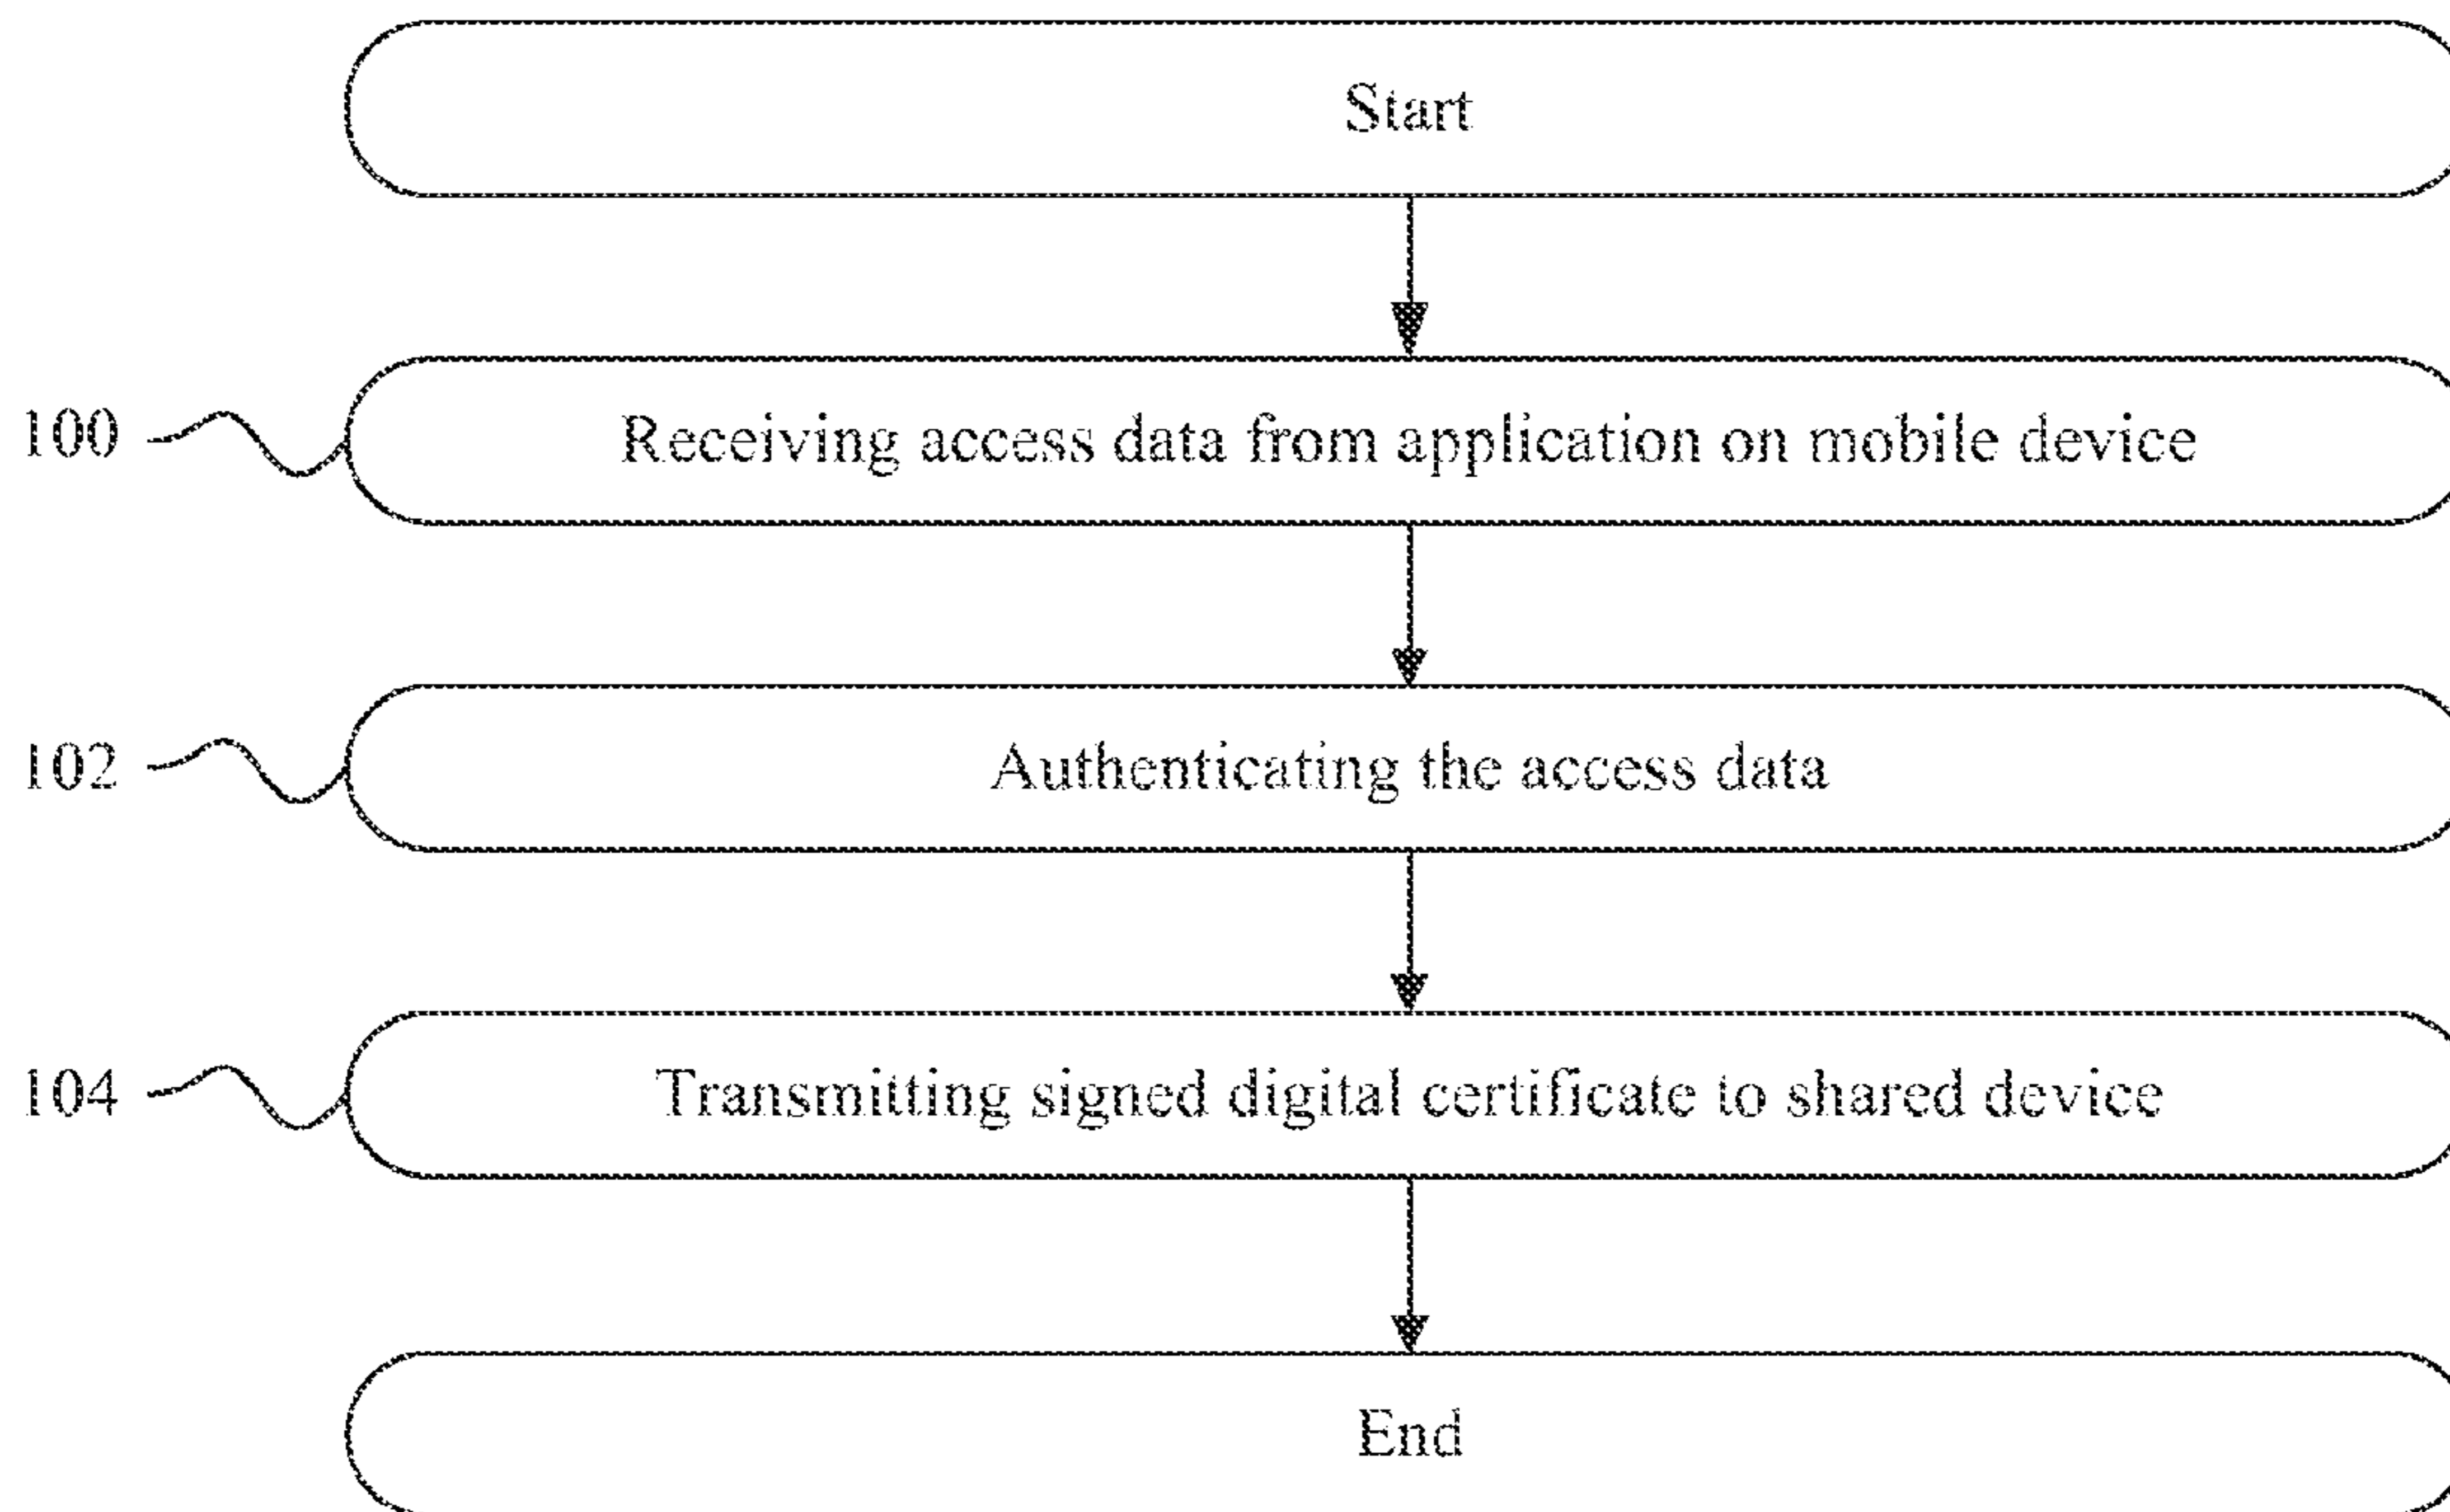 Start
100 Receiving access data from application on mobile device
102 Authenticating the access data
104 Transmitting signed digital certificate to shared device
End